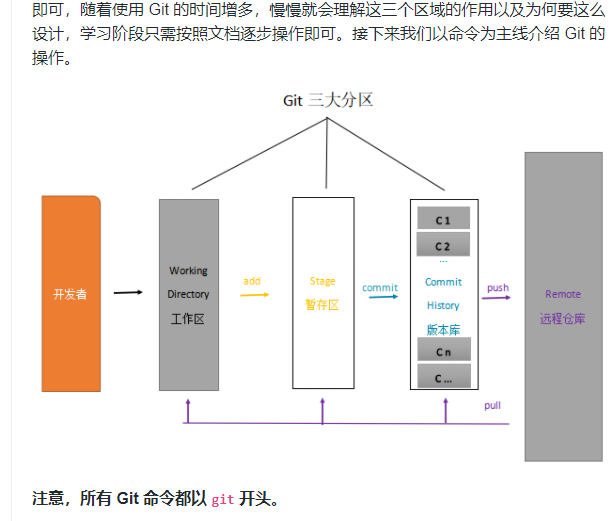 即可，随着使用 Git 的时间增多，慢慢就会理解这三个区域的作用以及为何要这么
设计，学习阶段只需按照文档逐步操作即可。接下来我们以命令为主线介绍 Git 的
操作。
Git 三大分区
开发者
Working
Directory
工作区
add
Stage
暂存区
commit
C 1
C 2
...
Commit
History
版本库
C n
C ...
push
Remote
远程仓库
pull
注意，所有 Git 命令都以 git 开头。